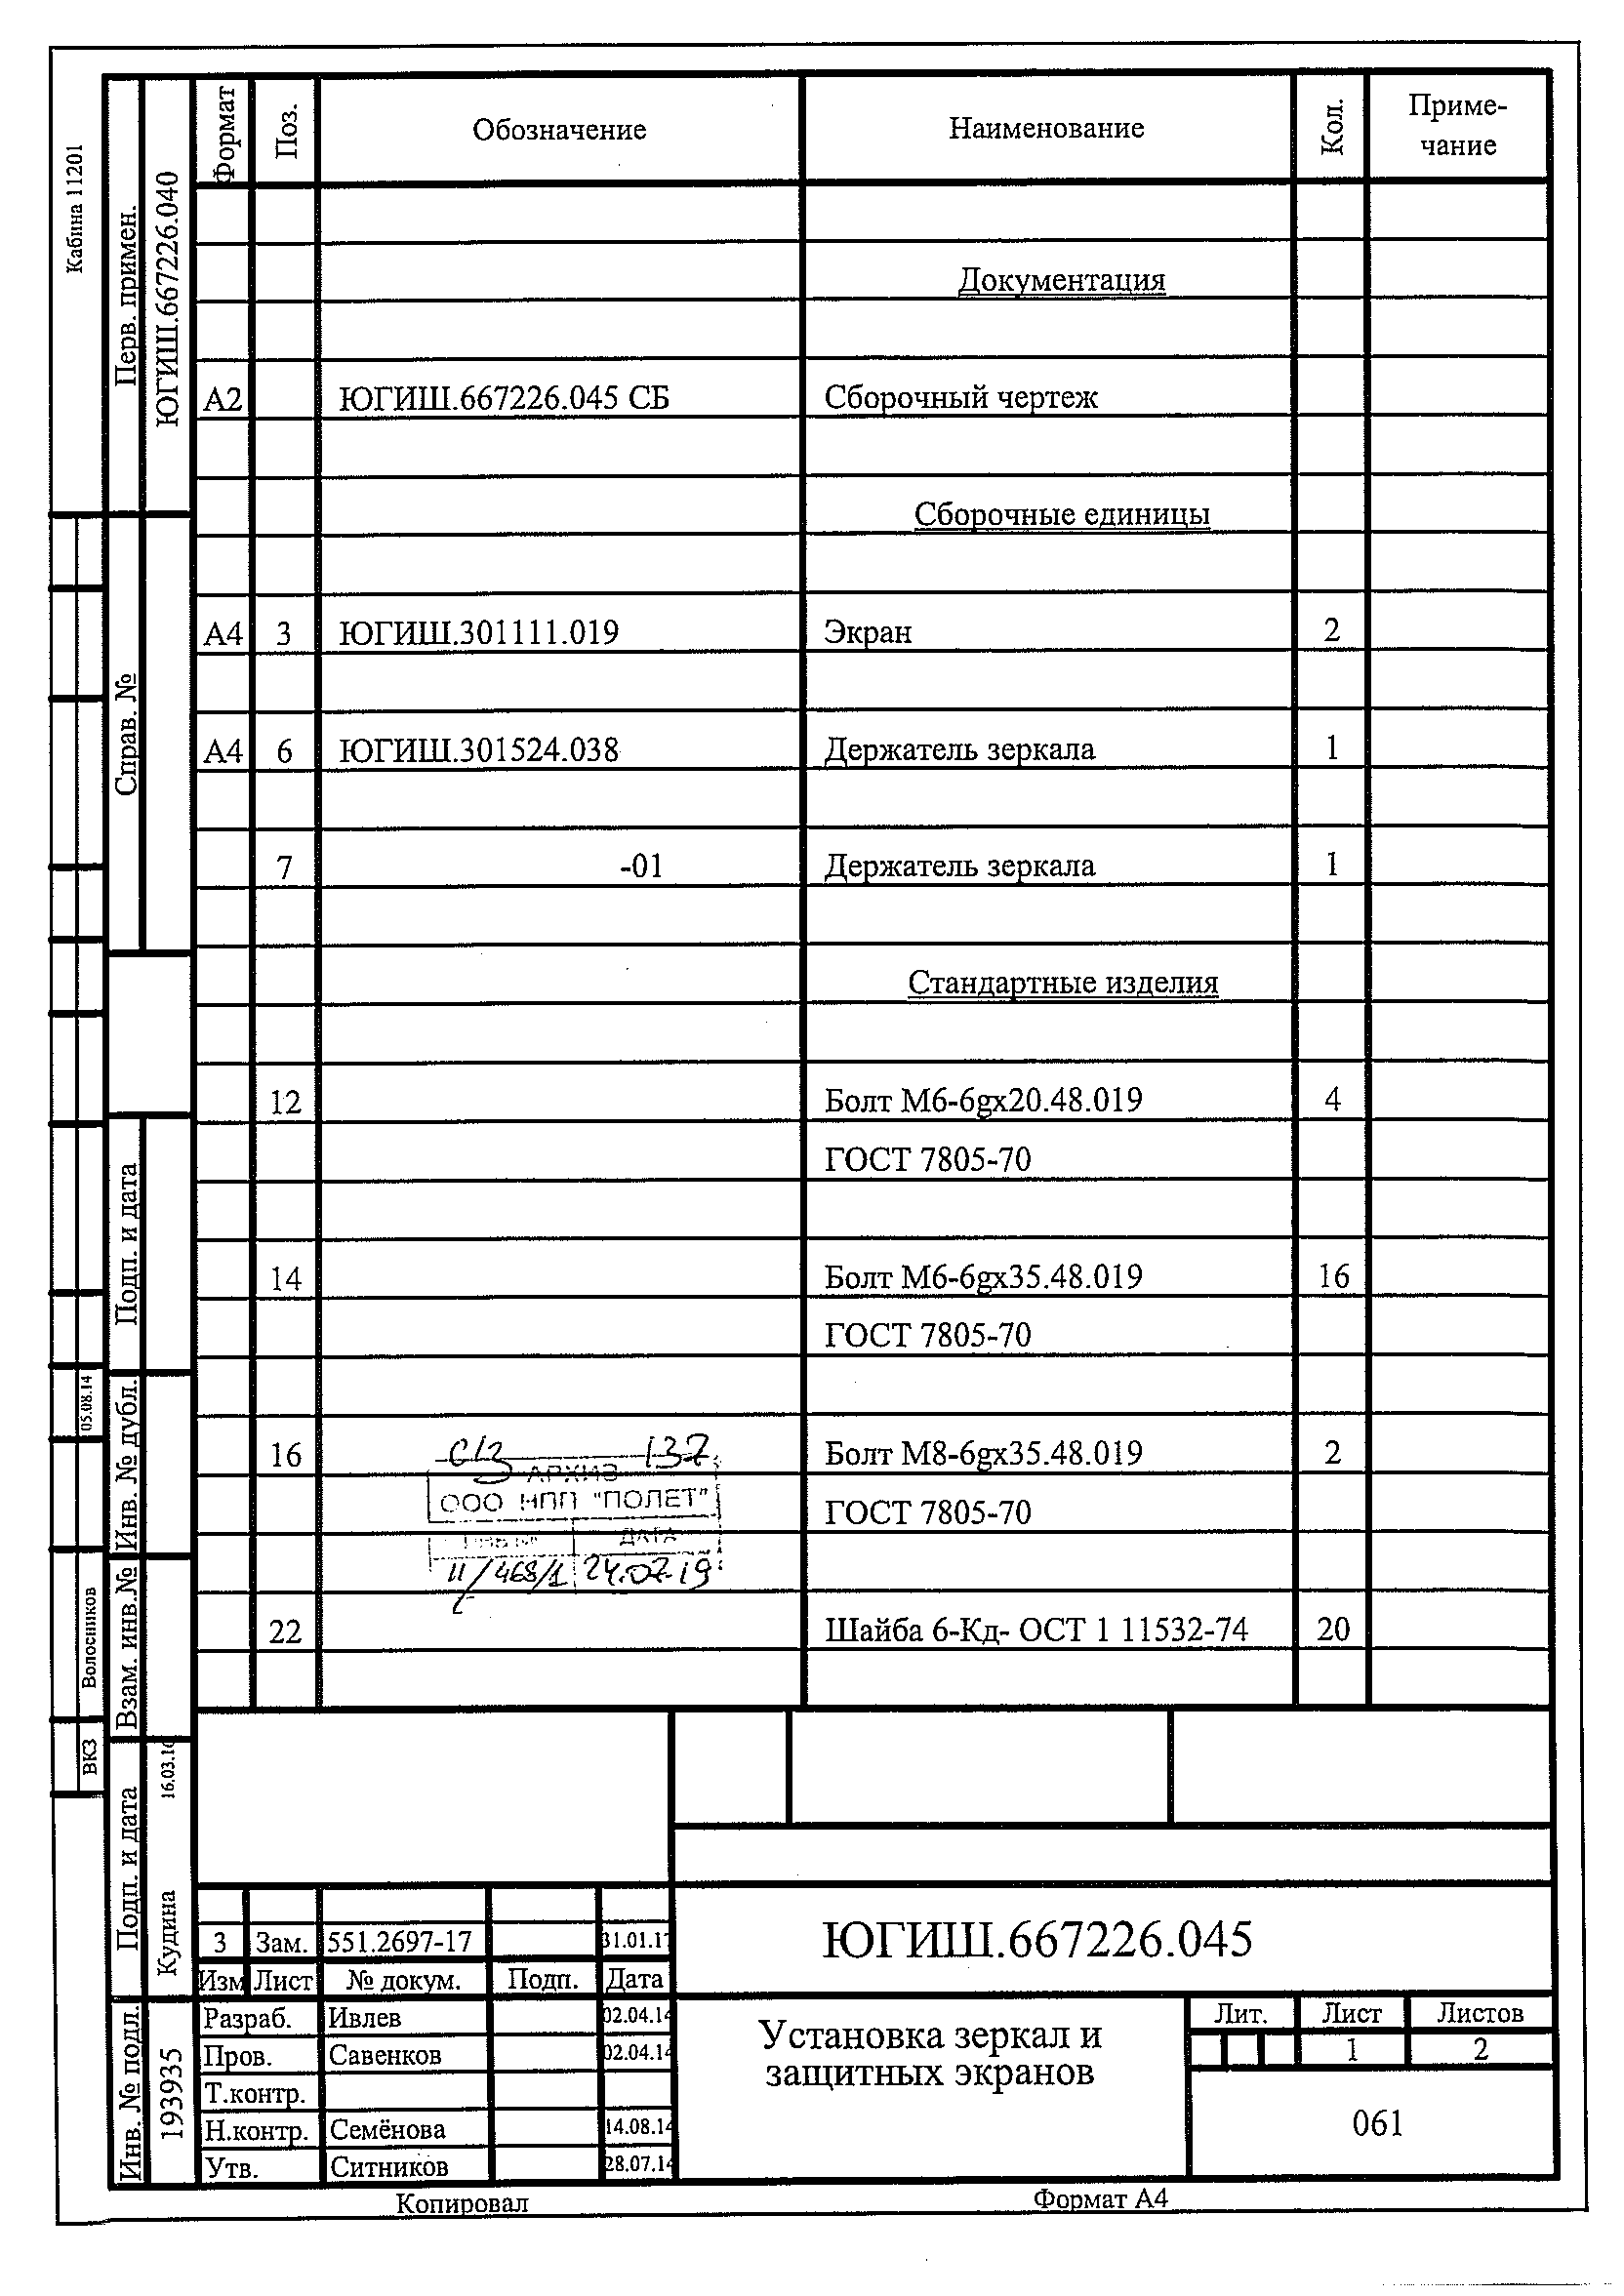 Кабина 11201
Перв. примен.
ЮГИШ.667226.040
Справ. №
Подп. и дата
Инв. № дубл.
05.08.14
Взам. инв.№
Волосников
ВКЗ
Подп. и дата
Кудина
Инв. № подл.
193935
Формат Поз. Обозначение Наименование Кол. Приме-
чание
Документация
А2 ЮГИШ.667226.045 СБ Сборочный чертеж
Сборочные единицы
А4 3 ЮГИШ.301111.019 Экран 2
А4 6 ЮГИШ.301524.038 Держатель зеркала 1
7 -01 Держатель зеркала 1
Стандартные изделия
12 Болт М6-6gx20.48.019 4
ГОСТ 7805-70
14 Болт М6-6gx35.48.019 16
ГОСТ 7805-70
16 Болт М8-6gx35.48.019 2
ГОСТ 7805-70
137
АРХИВ
ООО НПП "ПОЛЕТ"
ДАТА
11/468/1 24.07.19
22 Шайба 6-Кд- ОСТ 1 11532-74 20
3 Зам. 551.2697-17 31.01.17
Изм Лист № докум. Подп. Дата
Разраб. Ивлев 02.04.14
Пров. Савенков 02.04.14
Т.контр.
Н.контр. Семёнова 14.08.14
Утв. Ситников 28.07.14
ЮГИШ.667226.045
Установка зеркал и
защитных экранов
Лит. Лист Листов
1 2
061
Копировал Формат А4